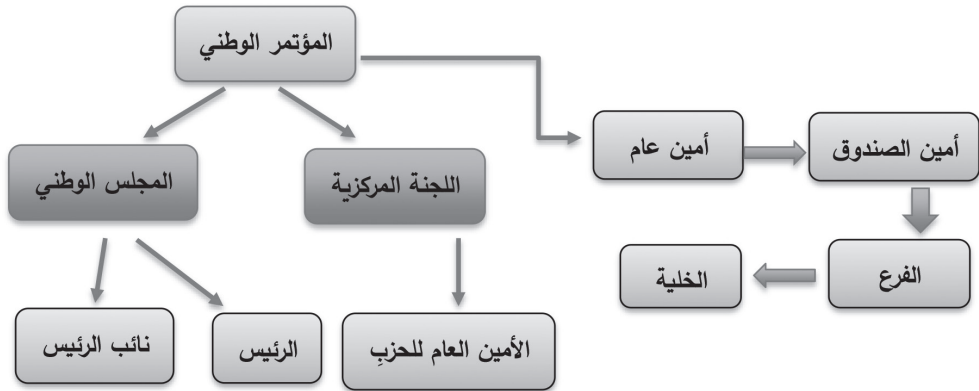 المؤتمر الوطني
أمين عام
أمين الصندوق
اللجنة المركزية
المجلس الوطني
الفرع
الخلية
الأمين العام للحزبِ
الرئيس
نائب الرئيس